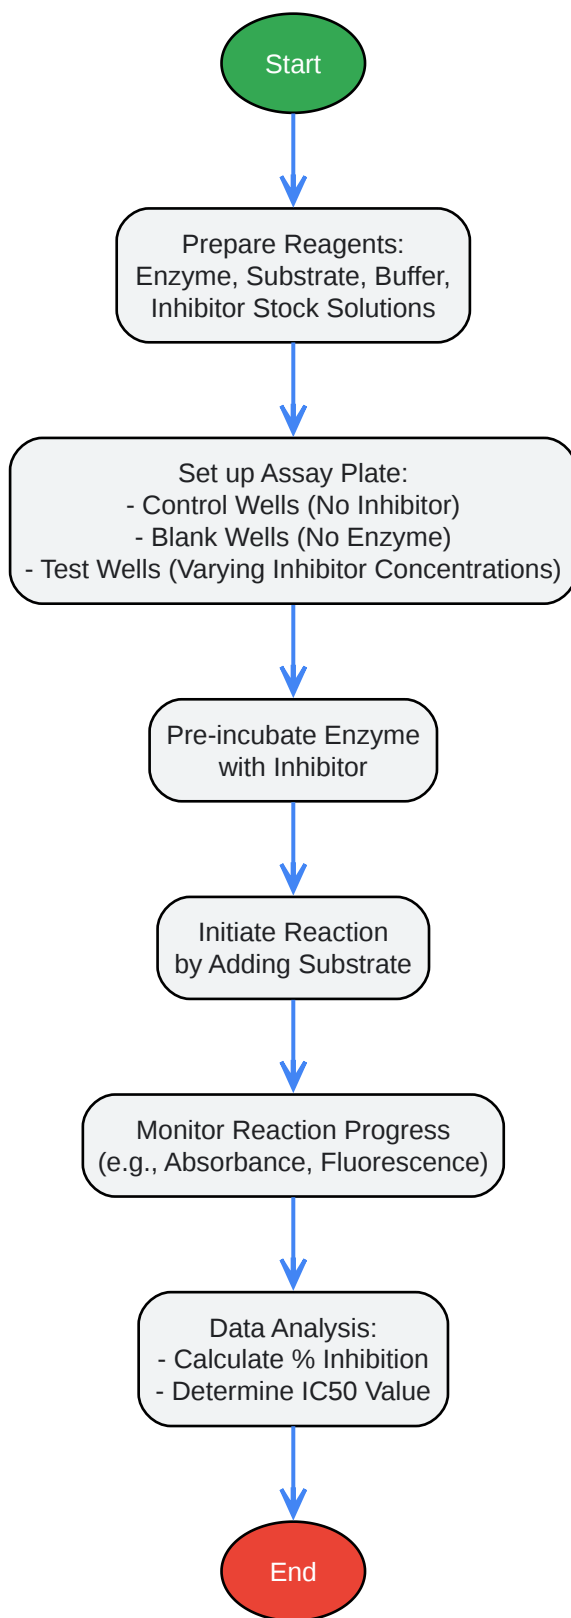 Start
Prepare Reagents:
Enzyme, Substrate, Buffer,
Inhibitor Stock Solutions
Set up Assay Plate:
- Control Wells (No Inhibitor)
- Blank Wells (No Enzyme)
- Test Wells (Varying Inhibitor Concentrations)
Pre-incubate Enzyme
with Inhibitor
Initiate Reaction
by Adding Substrate
Monitor Reaction Progress
(e.g., Absorbance, Fluorescence)
Data Analysis:
- Calculate % Inhibition
- Determine IC50 Value
End